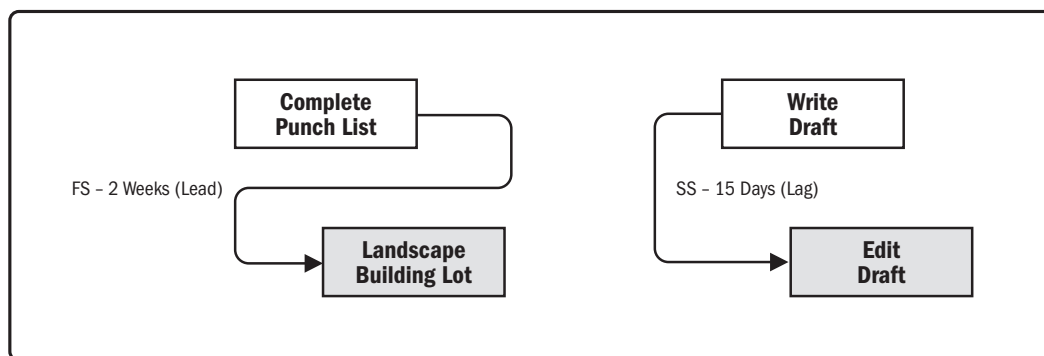 Complete
Punch List
Write
Draft
FS – 2 Weeks (Lead)
SS – 15 Days (Lag)
Landscape
Building Lot
Edit
Draft